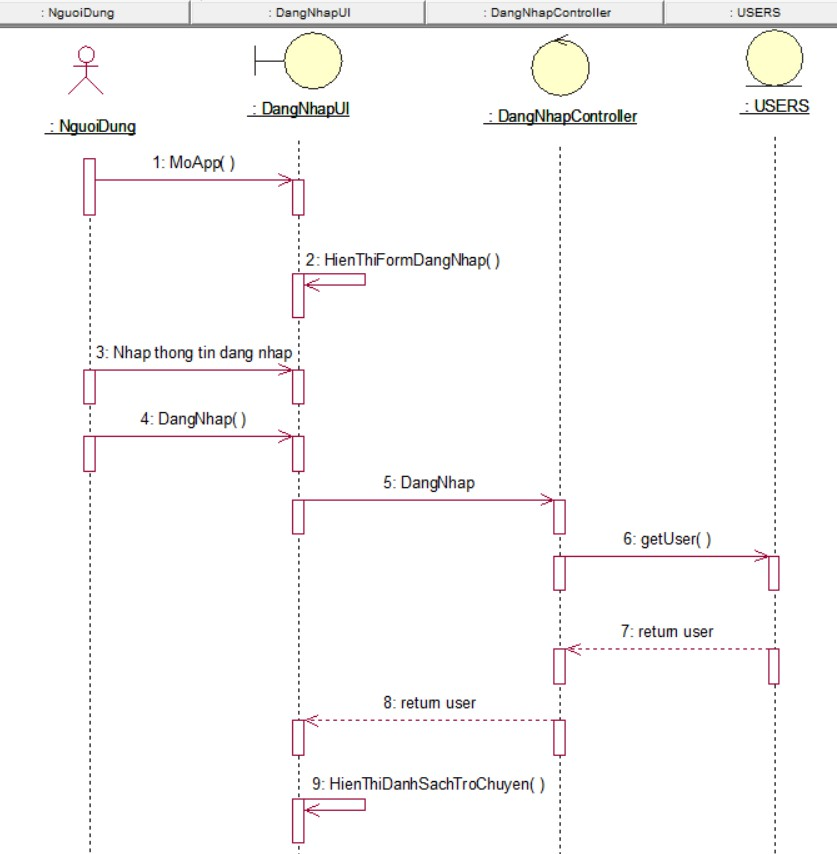 : NguoiDung
: DangNhapUI
: DangNhapController
: USERS
: NguoiDung
: DangNhapUI
: DangNhapController
: USERS
1: MoApp( )
2: HienThiFormDangNhap( )
3: Nhap thong tin dang nhap
4: DangNhap( )
5: DangNhap
6: getUser( )
7: return user
8: return user
9: HienThiDanhSachTroChuyen( )